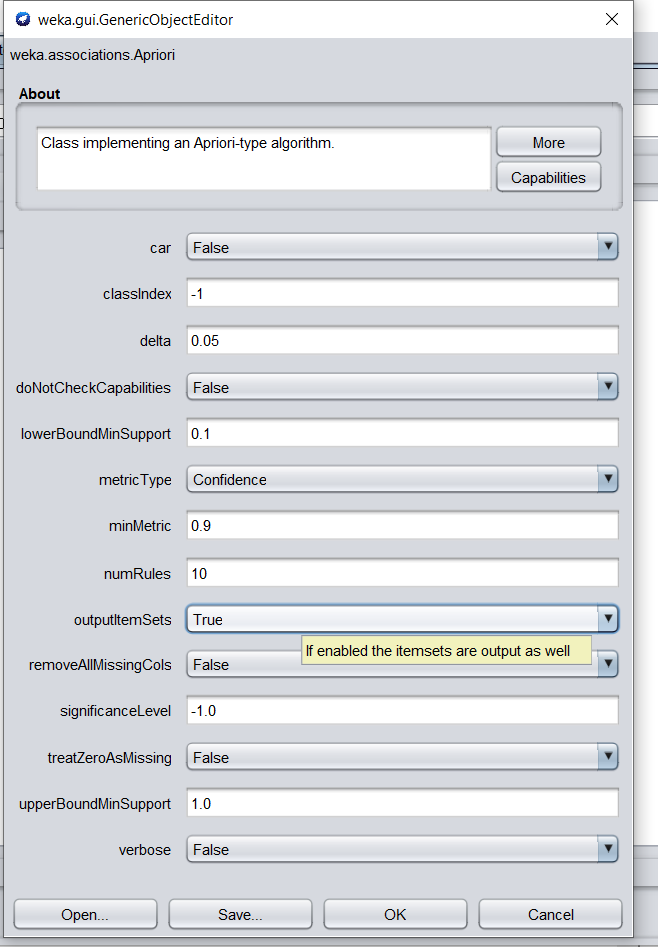 weka.gui.GenericObjectEditor
weka.associations.Apriori
About
Class implementing an Apriori-type algorithm.
More
Capabilities
car False
classIndex -1
delta 0.05
doNotCheckCapabilities False
lowerBoundMinSupport 0.1
metricType Confidence
minMetric 0.9
numRules 10
outputItemSets True
If enabled the itemsets are output as well
removeAllMissingCols False
significanceLevel -1.0
treatZeroAsMissing False
upperBoundMinSupport 1.0
verbose False
Open... Save... OK Cancel